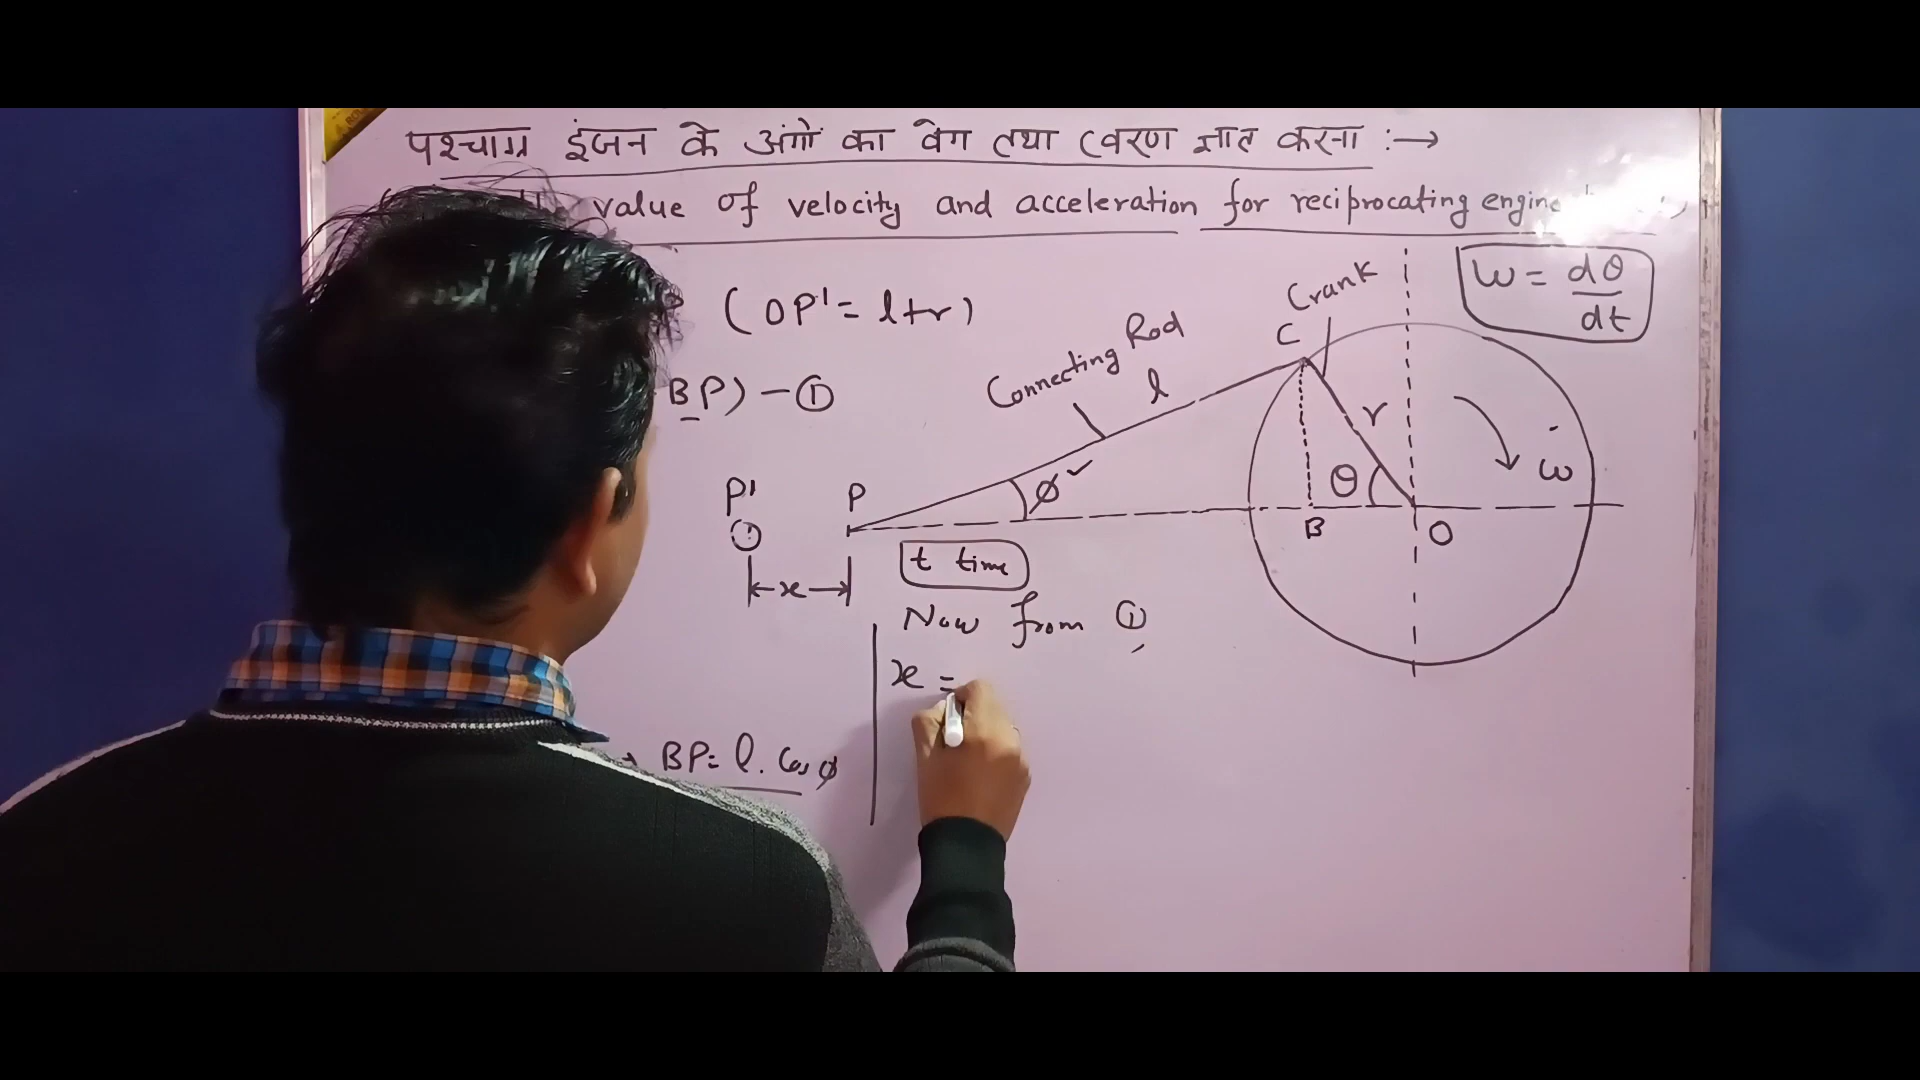 पश्चाग्र इंजन के अंगों का वेग तथा त्वरण ज्ञात करना :→
value of velocity and acceleration for reciprocating engine
ω = dθ
dt
(OP' = l+r)
BP) - ①
Crank
C
Connecting Rod
l
r
ω
θ
φ ✓
P' P
B O
x
t time
Now from ①
x =
BP = l. Cos φ